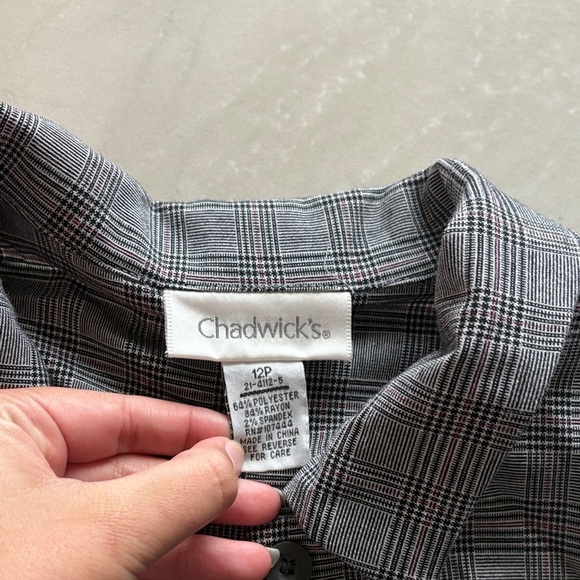 Chadwick's®
12P
21-4112-5
64% POLYESTER
34% RAYON
2% SPANDEX
RN#107444
MADE IN CHINA
SEE REVERSE
FOR CARE